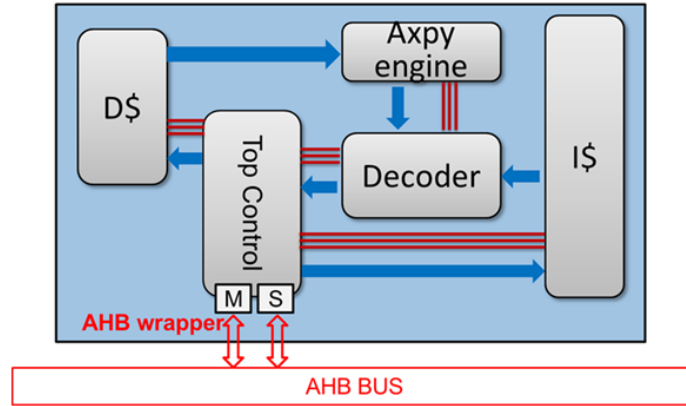 Axpy
engine
D$
I$
Top Control
Decoder
M S
AHB wrapper
AHB BUS